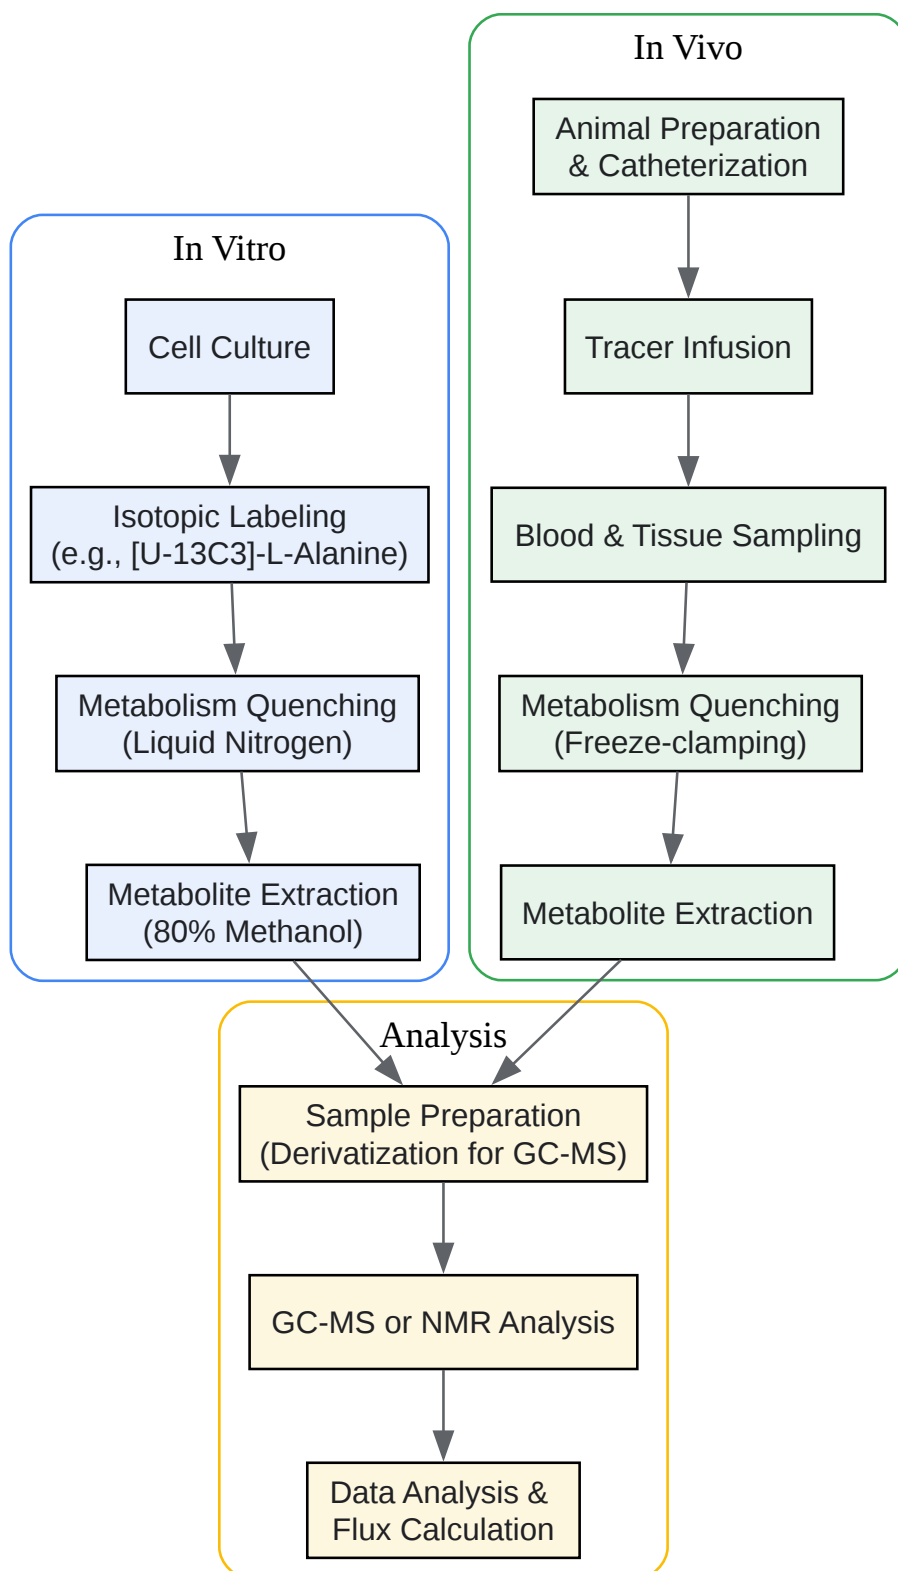 In Vitro
Cell Culture
Isotopic Labeling
(e.g., [U-13C3]-L-Alanine)
Metabolism Quenching
(Liquid Nitrogen)
Metabolite Extraction
(80% Methanol)
In Vivo
Animal Preparation
& Catheterization
Tracer Infusion
Blood & Tissue Sampling
Metabolism Quenching
(Freeze-clamping)
Metabolite Extraction
Analysis
Sample Preparation
(Derivatization for GC-MS)
GC-MS or NMR Analysis
Data Analysis &
Flux Calculation